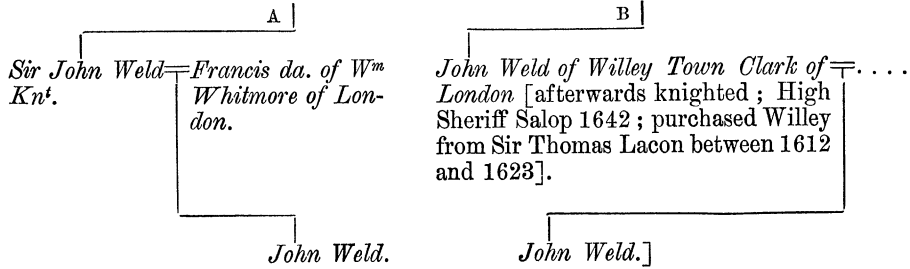 A
B
Sir John Weld=Francis da. of Wᵐ
Knᵗ.
Whitmore of Lon-
don.
John Weld of Willey Town Clark of=. . . .
London [afterwards knighted ; High
Sheriff Salop 1642 ; purchased Willey
from Sir Thomas Lacon between 1612
and 1623].
John Weld.
John Weld.]